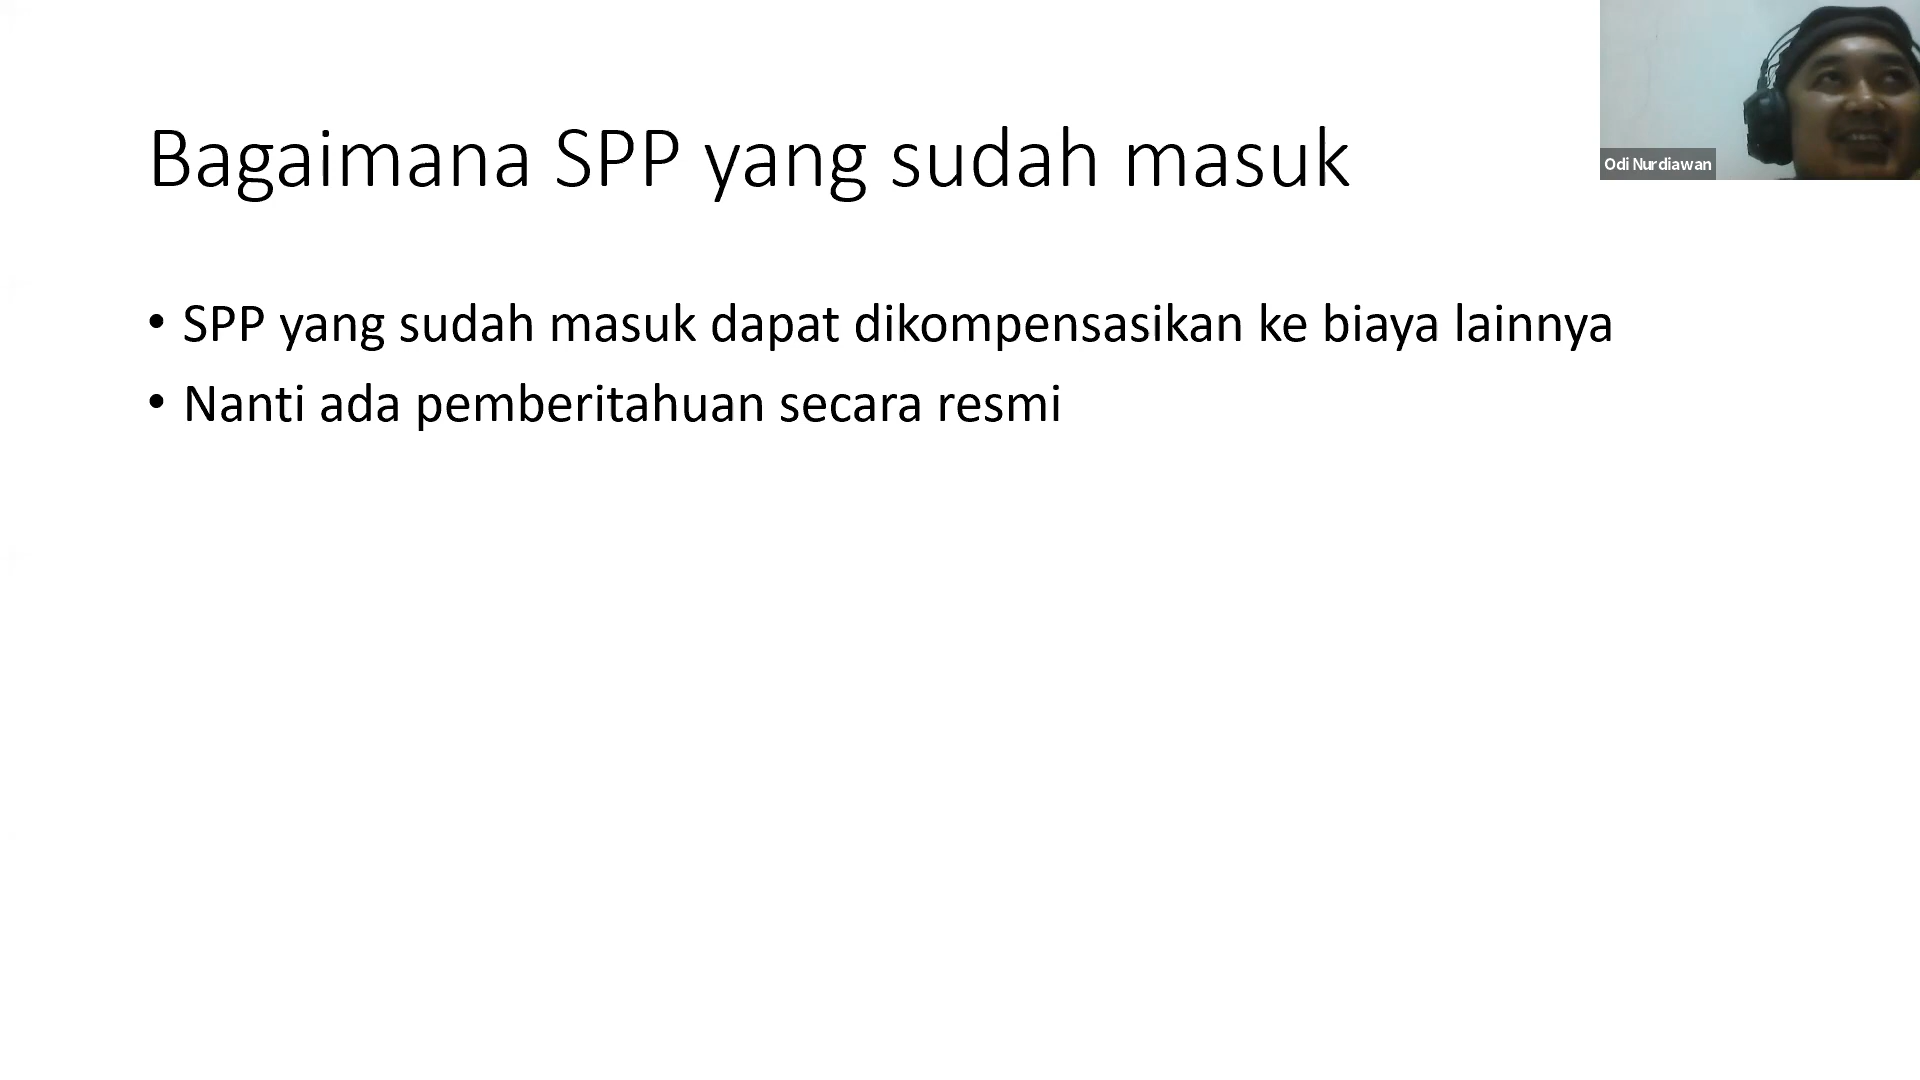 Bagaimana SPP yang sudah masuk
Odi Nurdiawan
• SPP yang sudah masuk dapat dikompensasikan ke biaya lainnya
• Nanti ada pemberitahuan secara resmi